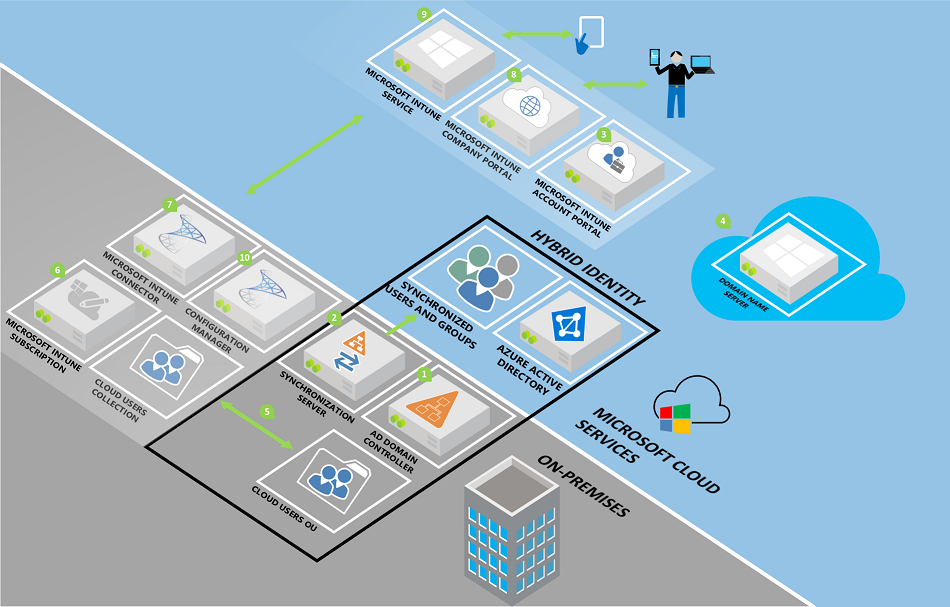 9
MICROSOFT INTUNE
SERVICE
8
MICROSOFT INTUNE
COMPANY PORTAL
3
MICROSOFT INTUNE
ACCOUNT PORTAL
4
DOMAIN NAME
SERVER
7
MICROSOFT INTUNE
CONNECTOR
10
CONFIGURATION
MANAGER
6
MICROSOFT INTUNE
SUBSCRIPTION
CLOUD USERS
COLLECTION
HYBRID IDENTITY
SYNCHRONIZED
USERS AND GROUPS
AZURE ACTIVE
DIRECTORY
2
SYNCHRONIZATION
SERVER
1
AD DOMAIN
CONTROLLER
5
CLOUD USERS OU
MICROSOFT CLOUD
SERVICES
ON-PREMISES